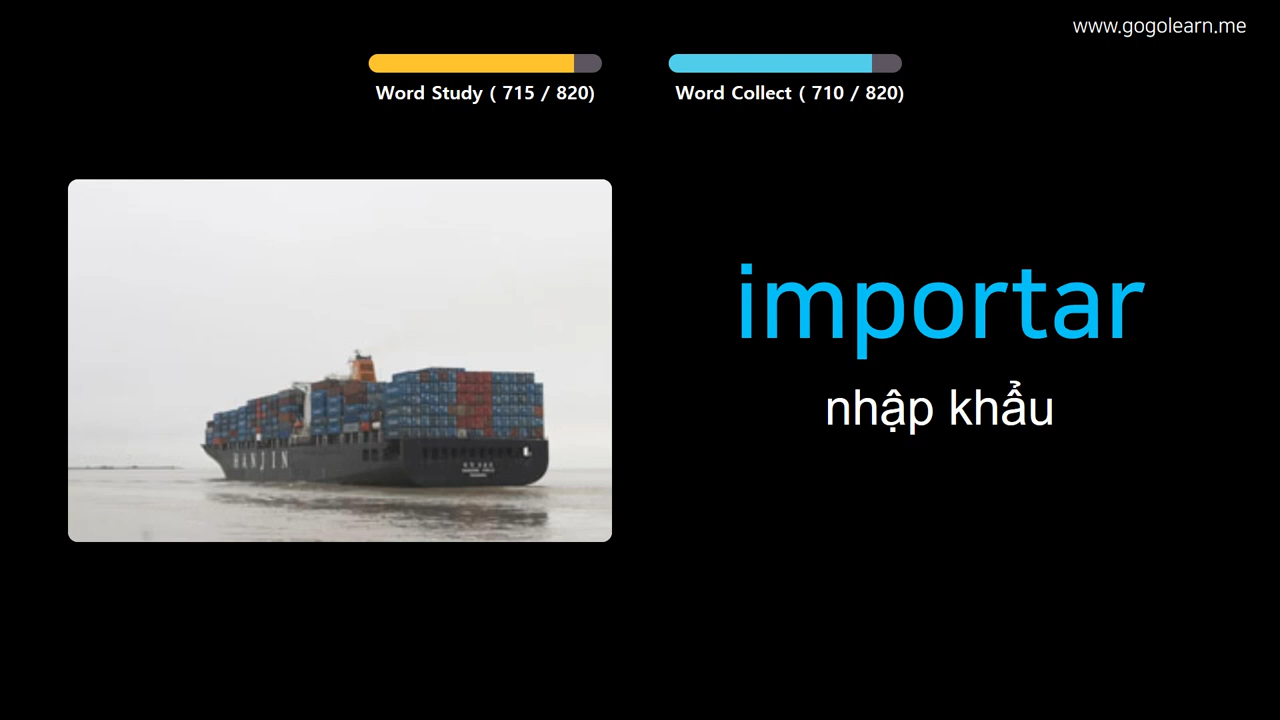 www.gogolearn.me
Word Study ( 715 / 820)
Word Collect ( 710 / 820)
importar
nhập khẩu
HANJIN